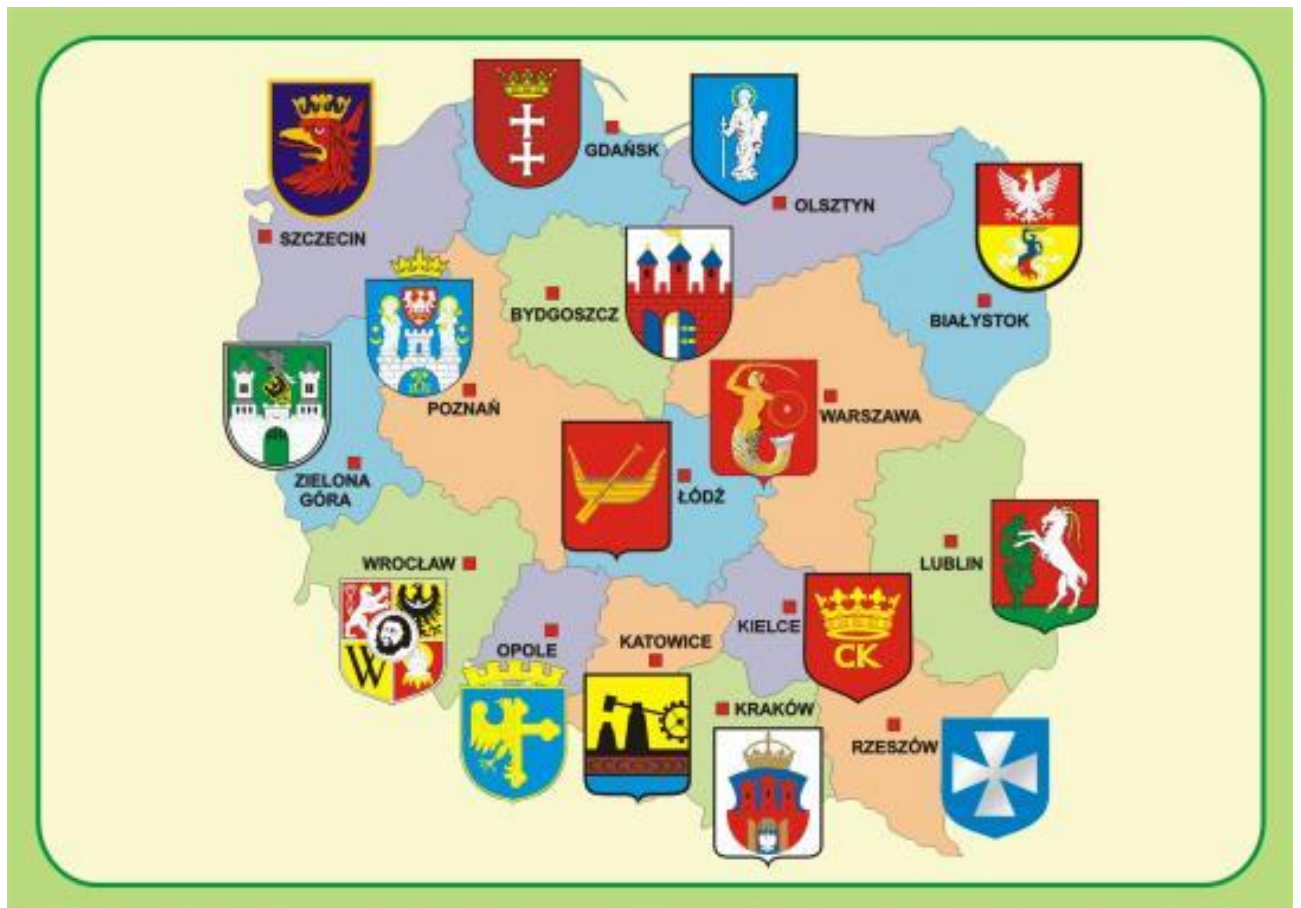 GDAŃSK
OLSZTYN
SZCZECIN
BYDGOSZCZ
BIAŁYSTOK
POZNAŃ
WARSZAWA
ZIELONA
GÓRA
ŁÓDŹ
WROCŁAW
LUBLIN
W
OPOLE
KATOWICE
KIELCE
CK
KRAKÓW
RZESZÓW